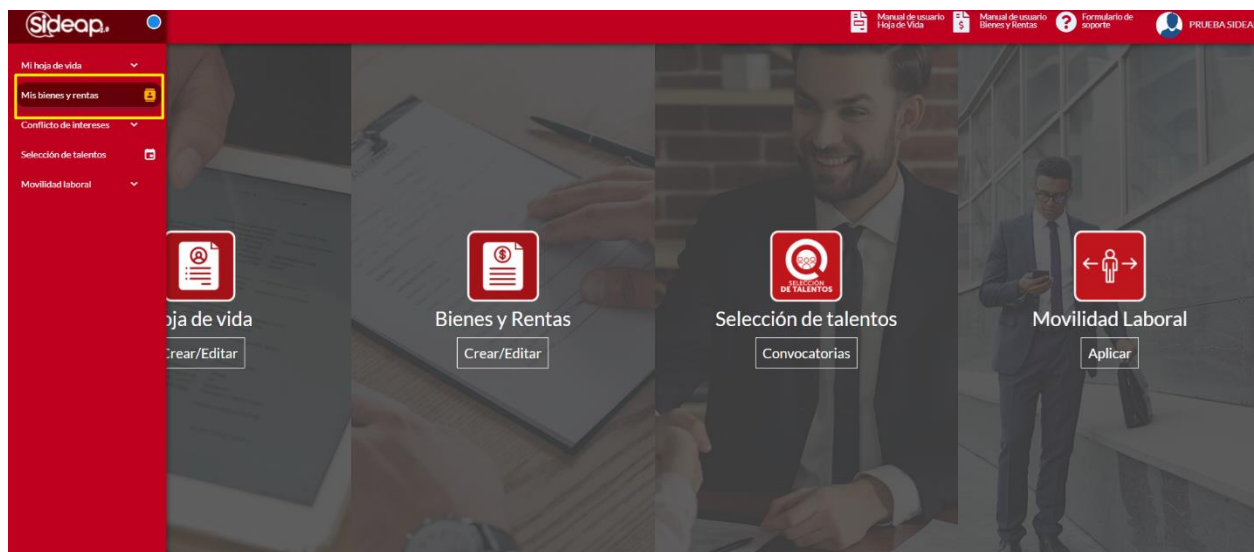 Sideap.
Manual de usuario
Hoja de Vida
Manual de usuario
Bienes y Rentas
Formulario de
soporte
PRUEBA SIDEA
Mi hoja de vida
Mis bienes y rentas
Conflicto de intereses
Selección de talentos
Movilidad laboral
SELECCIÓN
DE TALENTOS
oja de vida
Crear/Editar
Bienes y Rentas
Crear/Editar
Selección de talentos
Convocatorias
Movilidad Laboral
Aplicar